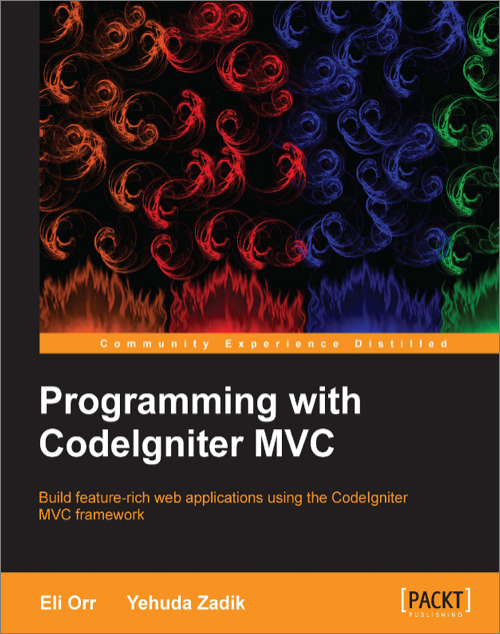 Community Experience Distilled
Programming with
CodeIgniter MVC
Build feature-rich web applications using the CodeIgniter
MVC framework
Eli Orr Yehuda Zadik
[PACKT]
PUBLISHING